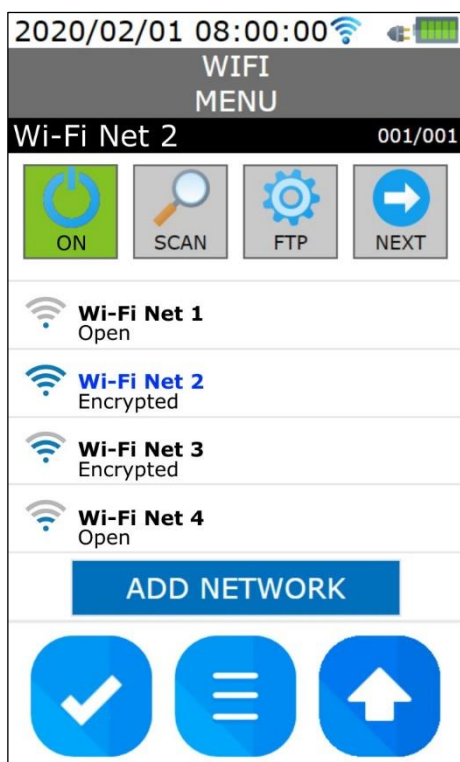 2020/02/01 08:00:00
WIFI
MENU
Wi-Fi Net 2 001/001
ON SCAN FTP NEXT
Wi-Fi Net 1
Open
Wi-Fi Net 2
Encrypted
Wi-Fi Net 3
Encrypted
Wi-Fi Net 4
Open
ADD NETWORK